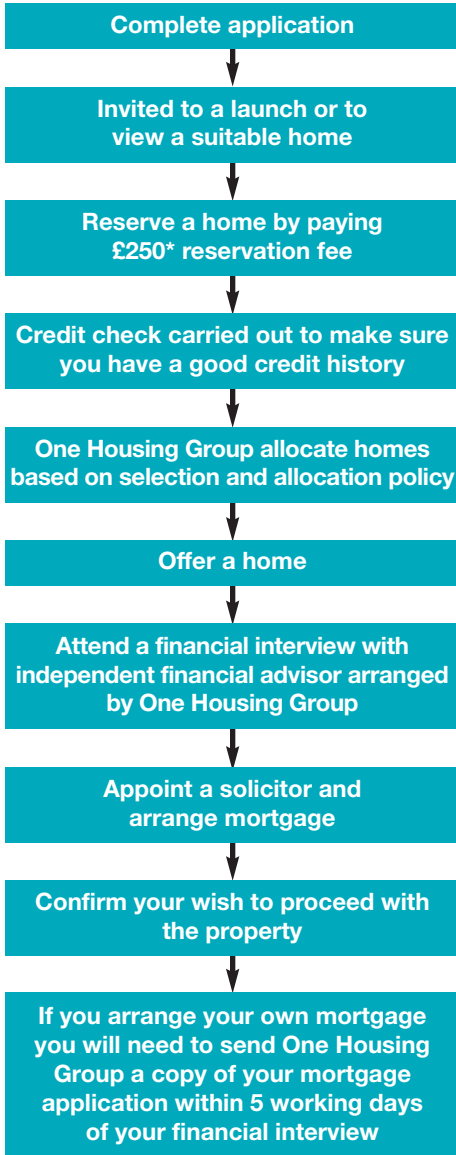 Complete application
Invited to a launch or to
view a suitable home
Reserve a home by paying
£250* reservation fee
Credit check carried out to make sure
you have a good credit history
One Housing Group allocate homes
based on selection and allocation policy
Offer a home
Attend a financial interview with
independent financial advisor arranged
by One Housing Group
Appoint a solicitor and
arrange mortgage
Confirm your wish to proceed with
the property
If you arrange your own mortgage
you will need to send One Housing
Group a copy of your mortgage
application within 5 working days
of your financial interview